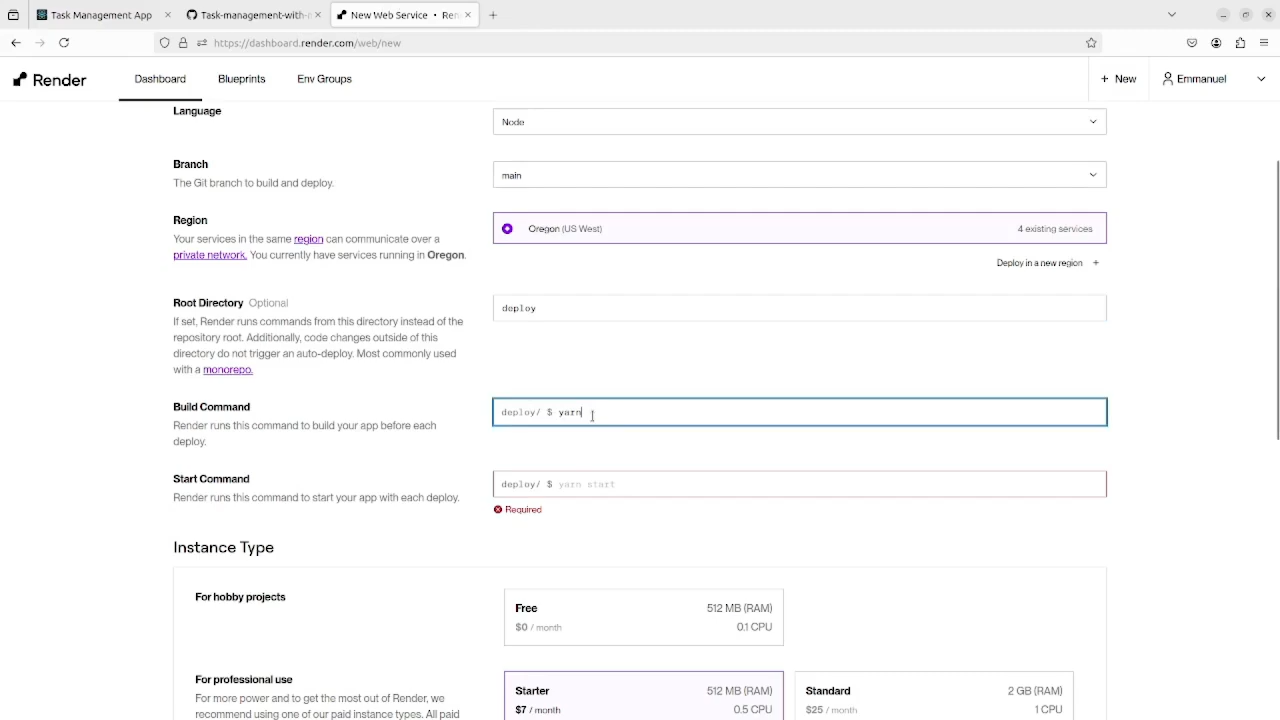 Task Management App
Task-management-with-
New Web Service • Ren
https://dashboard.render.com/web/new
Render
Dashboard
Blueprints
Env Groups
+ New
Emmanuel
Language
Node
Branch
The Git branch to build and deploy.
main
Region
Your services in the same region can communicate over a
private network. You currently have services running in Oregon.
Oregon (US West)
4 existing services
Deploy in a new region +
Root Directory Optional
If set, Render runs commands from this directory instead of the
repository root. Additionally, code changes outside of this
directory do not trigger an auto-deploy. Most commonly used
with a monorepo.
deploy
Build Command
Render runs this command to build your app before each
deploy.
deploy/ $ yarn
Start Command
Render runs this command to start your app with each deploy.
deploy/ $ yarn start
Required
Instance Type
For hobby projects
Free
512 MB (RAM)
$0 / month
0.1 CPU
For professional use
For more power and to get the most out of Render, we
recommend using one of our paid instance types. All paid
Starter
512 MB (RAM)
$7 / month
0.5 CPU
Standard
2 GB (RAM)
$25 / month
1 CPU